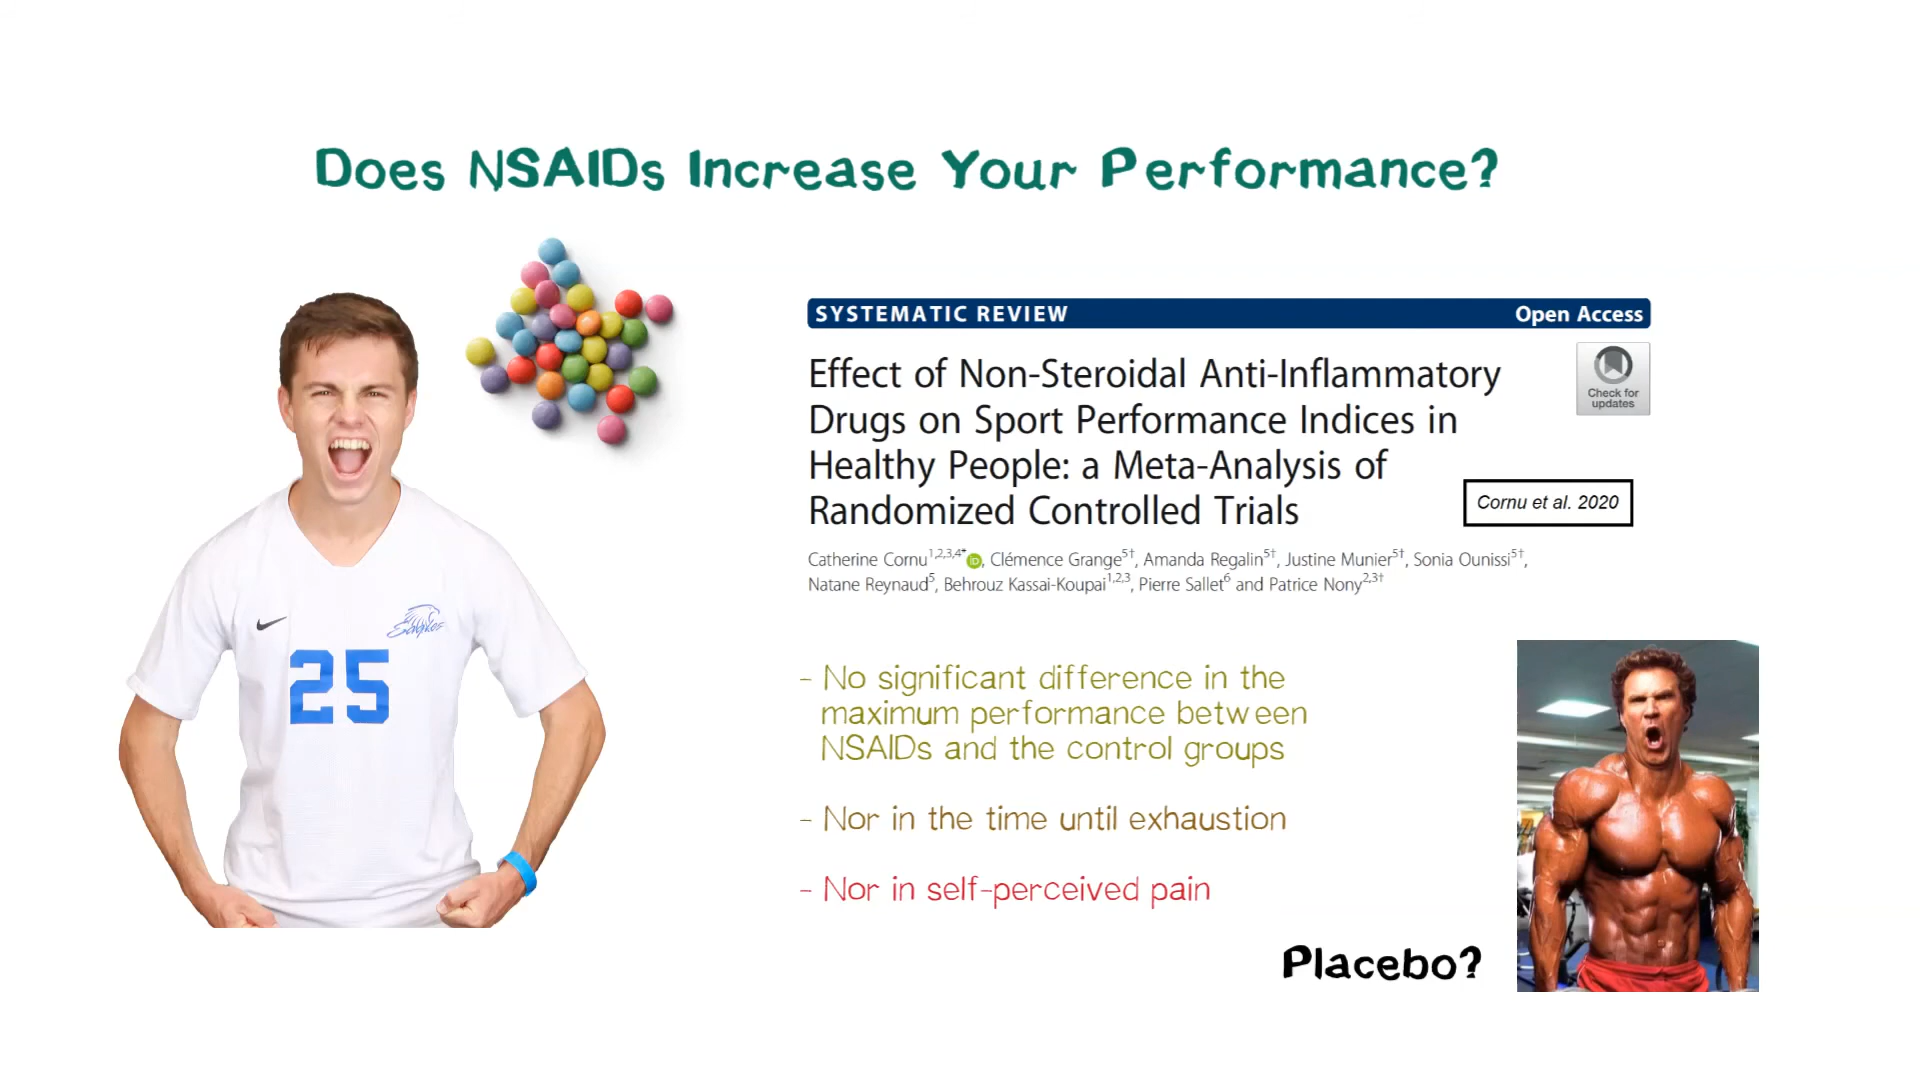 Does NSAIDs Increase Your Performance?
SYSTEMATIC REVIEW
Open Access
Effect of Non-Steroidal Anti-Inflammatory
Drugs on Sport Performance Indices in
Healthy People: a Meta-Analysis of
Randomized Controlled Trials
Check for
updates
Cornu et al. 2020
Catherine Cornu1,2,3,4* iD, Clémence Grange5†, Amanda Regalin5†, Justine Munier5†, Sonia Ounissi5†,
Natane Reynaud5, Behrouz Kassai-Koupai1,2,3, Pierre Sallet6 and Patrice Nony2,3†
Eagles
25
- No significant difference in the
maximum performance between
NSAIDs and the control groups
- Nor in the time until exhaustion
- Nor in self-perceived pain
Placebo?